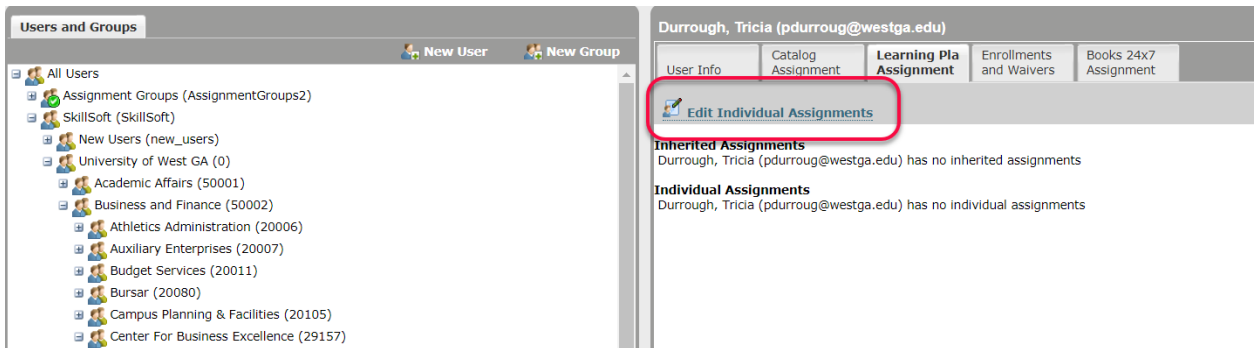 Users and Groups
New User New Group
All Users
Assignment Groups (AssignmentGroups2)
SkillSoft (SkillSoft)
New Users (new_users)
University of West GA (0)
Academic Affairs (50001)
Business and Finance (50002)
Athletics Administration (20006)
Auxiliary Enterprises (20007)
Budget Services (20011)
Bursar (20080)
Campus Planning & Facilities (20105)
Center For Business Excellence (29157)
Durrough, Tricia (pdurroug@westga.edu)
User Info
Catalog
Assignment
Learning Pla
Assignment
Enrollments
and Waivers
Books 24x7
Assignment
Edit Individual Assignments
Inherited Assignments
Durrough, Tricia (pdurroug@westga.edu) has no inherited assignments
Individual Assignments
Durrough, Tricia (pdurroug@westga.edu) has no individual assignments